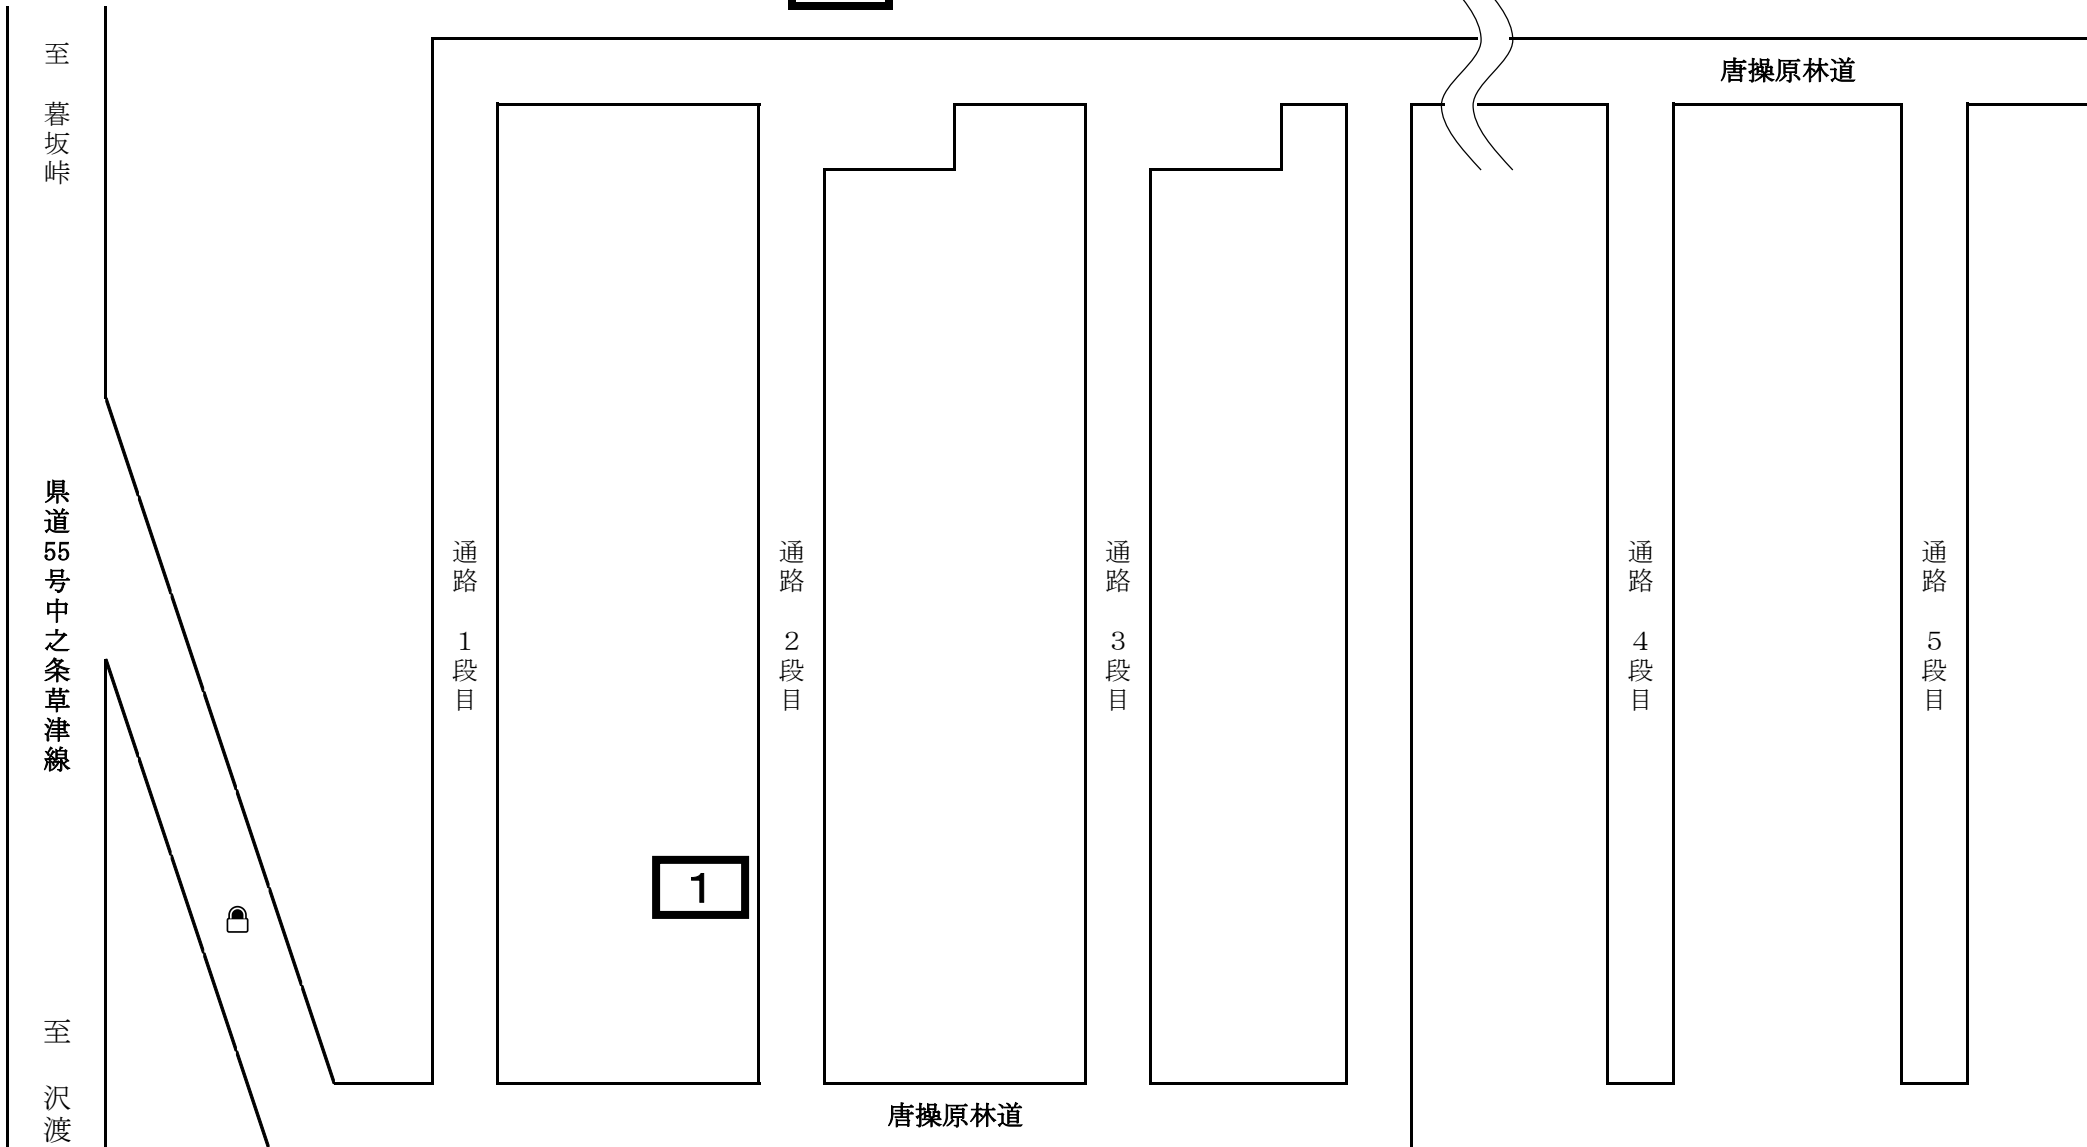 至 暮坂峠
県道55号中之条草津線
至 沢渡
通路 1段目
1
通路 2段目
通路 3段目
唐操原林道
唐操原林道
通路 4段目
通路 5段目